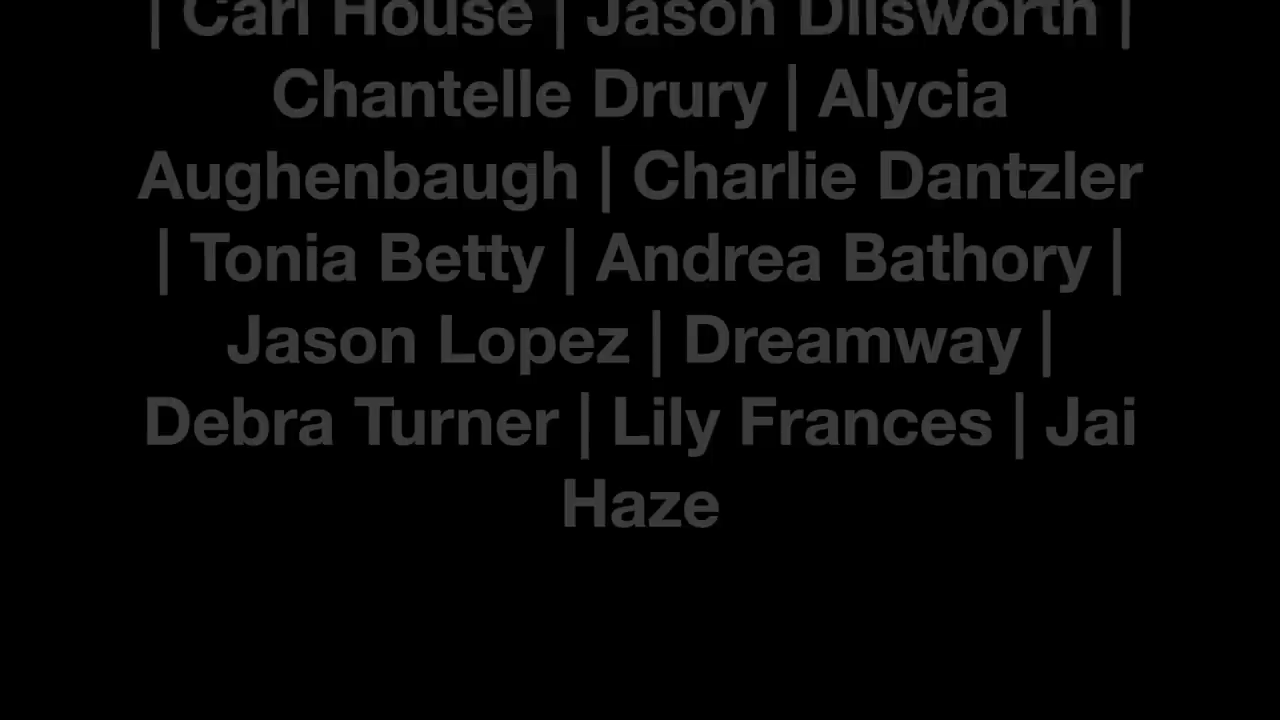 | Carl House | Jason Dilsworth |
Chantelle Drury | Alycia
Aughenbaugh | Charlie Dantzler
| Tonia Betty | Andrea Bathory |
Jason Lopez | Dreamway |
Debra Turner | Lily Frances | Jai
Haze